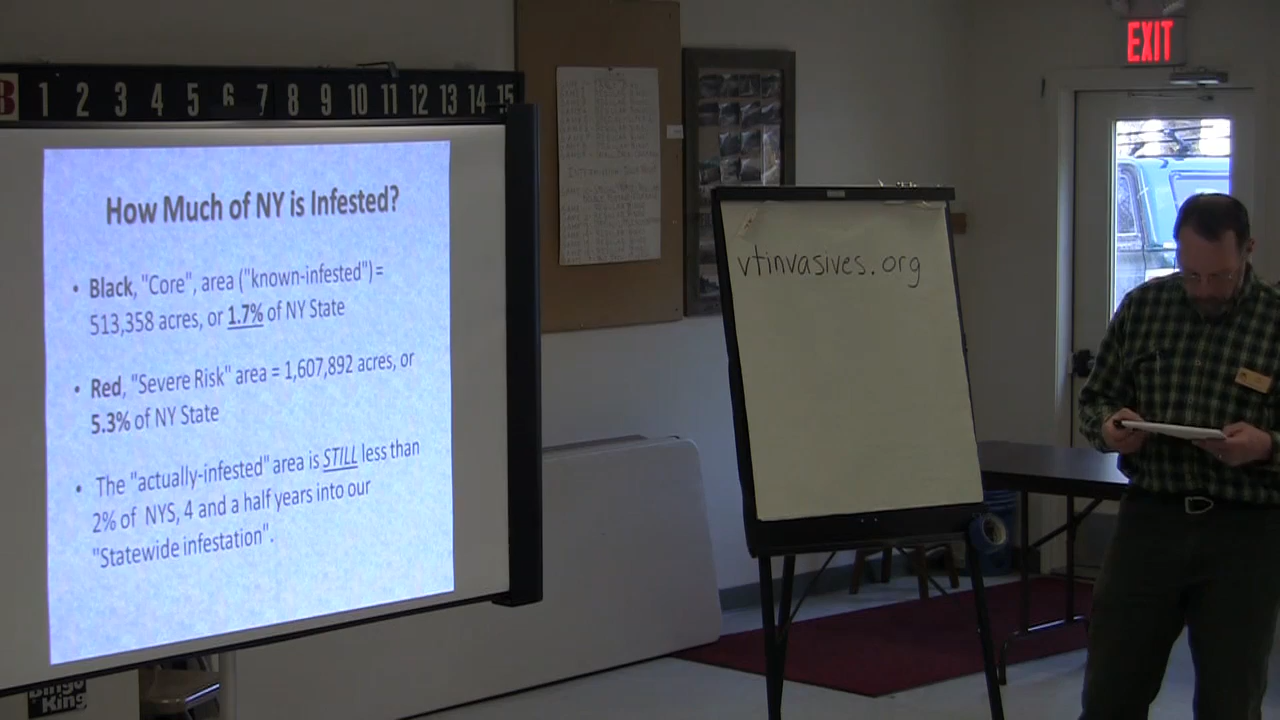 B 1 2 3 4 5 6 7 8 9 10 11 12 13 14 15
How Much of NY is Infested?
• Black, "Core", area ("known-infested")=
513,358 acres, or 1.7% of NY State
• Red, "Severe Risk" area = 1,607,892 acres, or
5.3% of NY State
• The "actually-infested" area is STILL less than
2% of NYS, 4 and a half years into our
"Statewide infestation".
Bingo
King
vtinvasives.org
EXIT